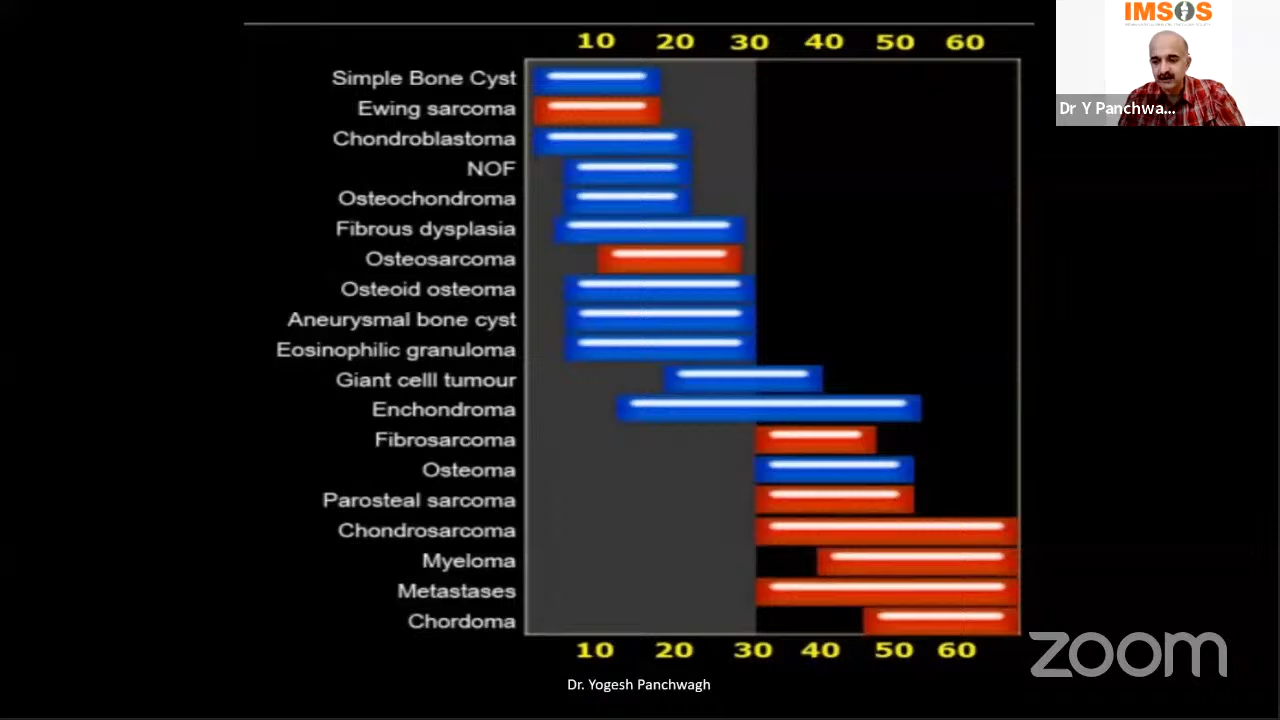 IMSOS
Dr Y Panchwa...
10 20 30 40 50 60
Simple Bone Cyst
Ewing sarcoma
Chondroblastoma
NOF
Osteochondroma
Fibrous dysplasia
Osteosarcoma
Osteoid osteoma
Aneurysmal bone cyst
Eosinophilic granuloma
Giant celll tumour
Enchondroma
Fibrosarcoma
Osteoma
Parosteal sarcoma
Chondrosarcoma
Myeloma
Metastases
Chordoma
10 20 30 40 50 60
zoom
Dr. Yogesh Panchwagh